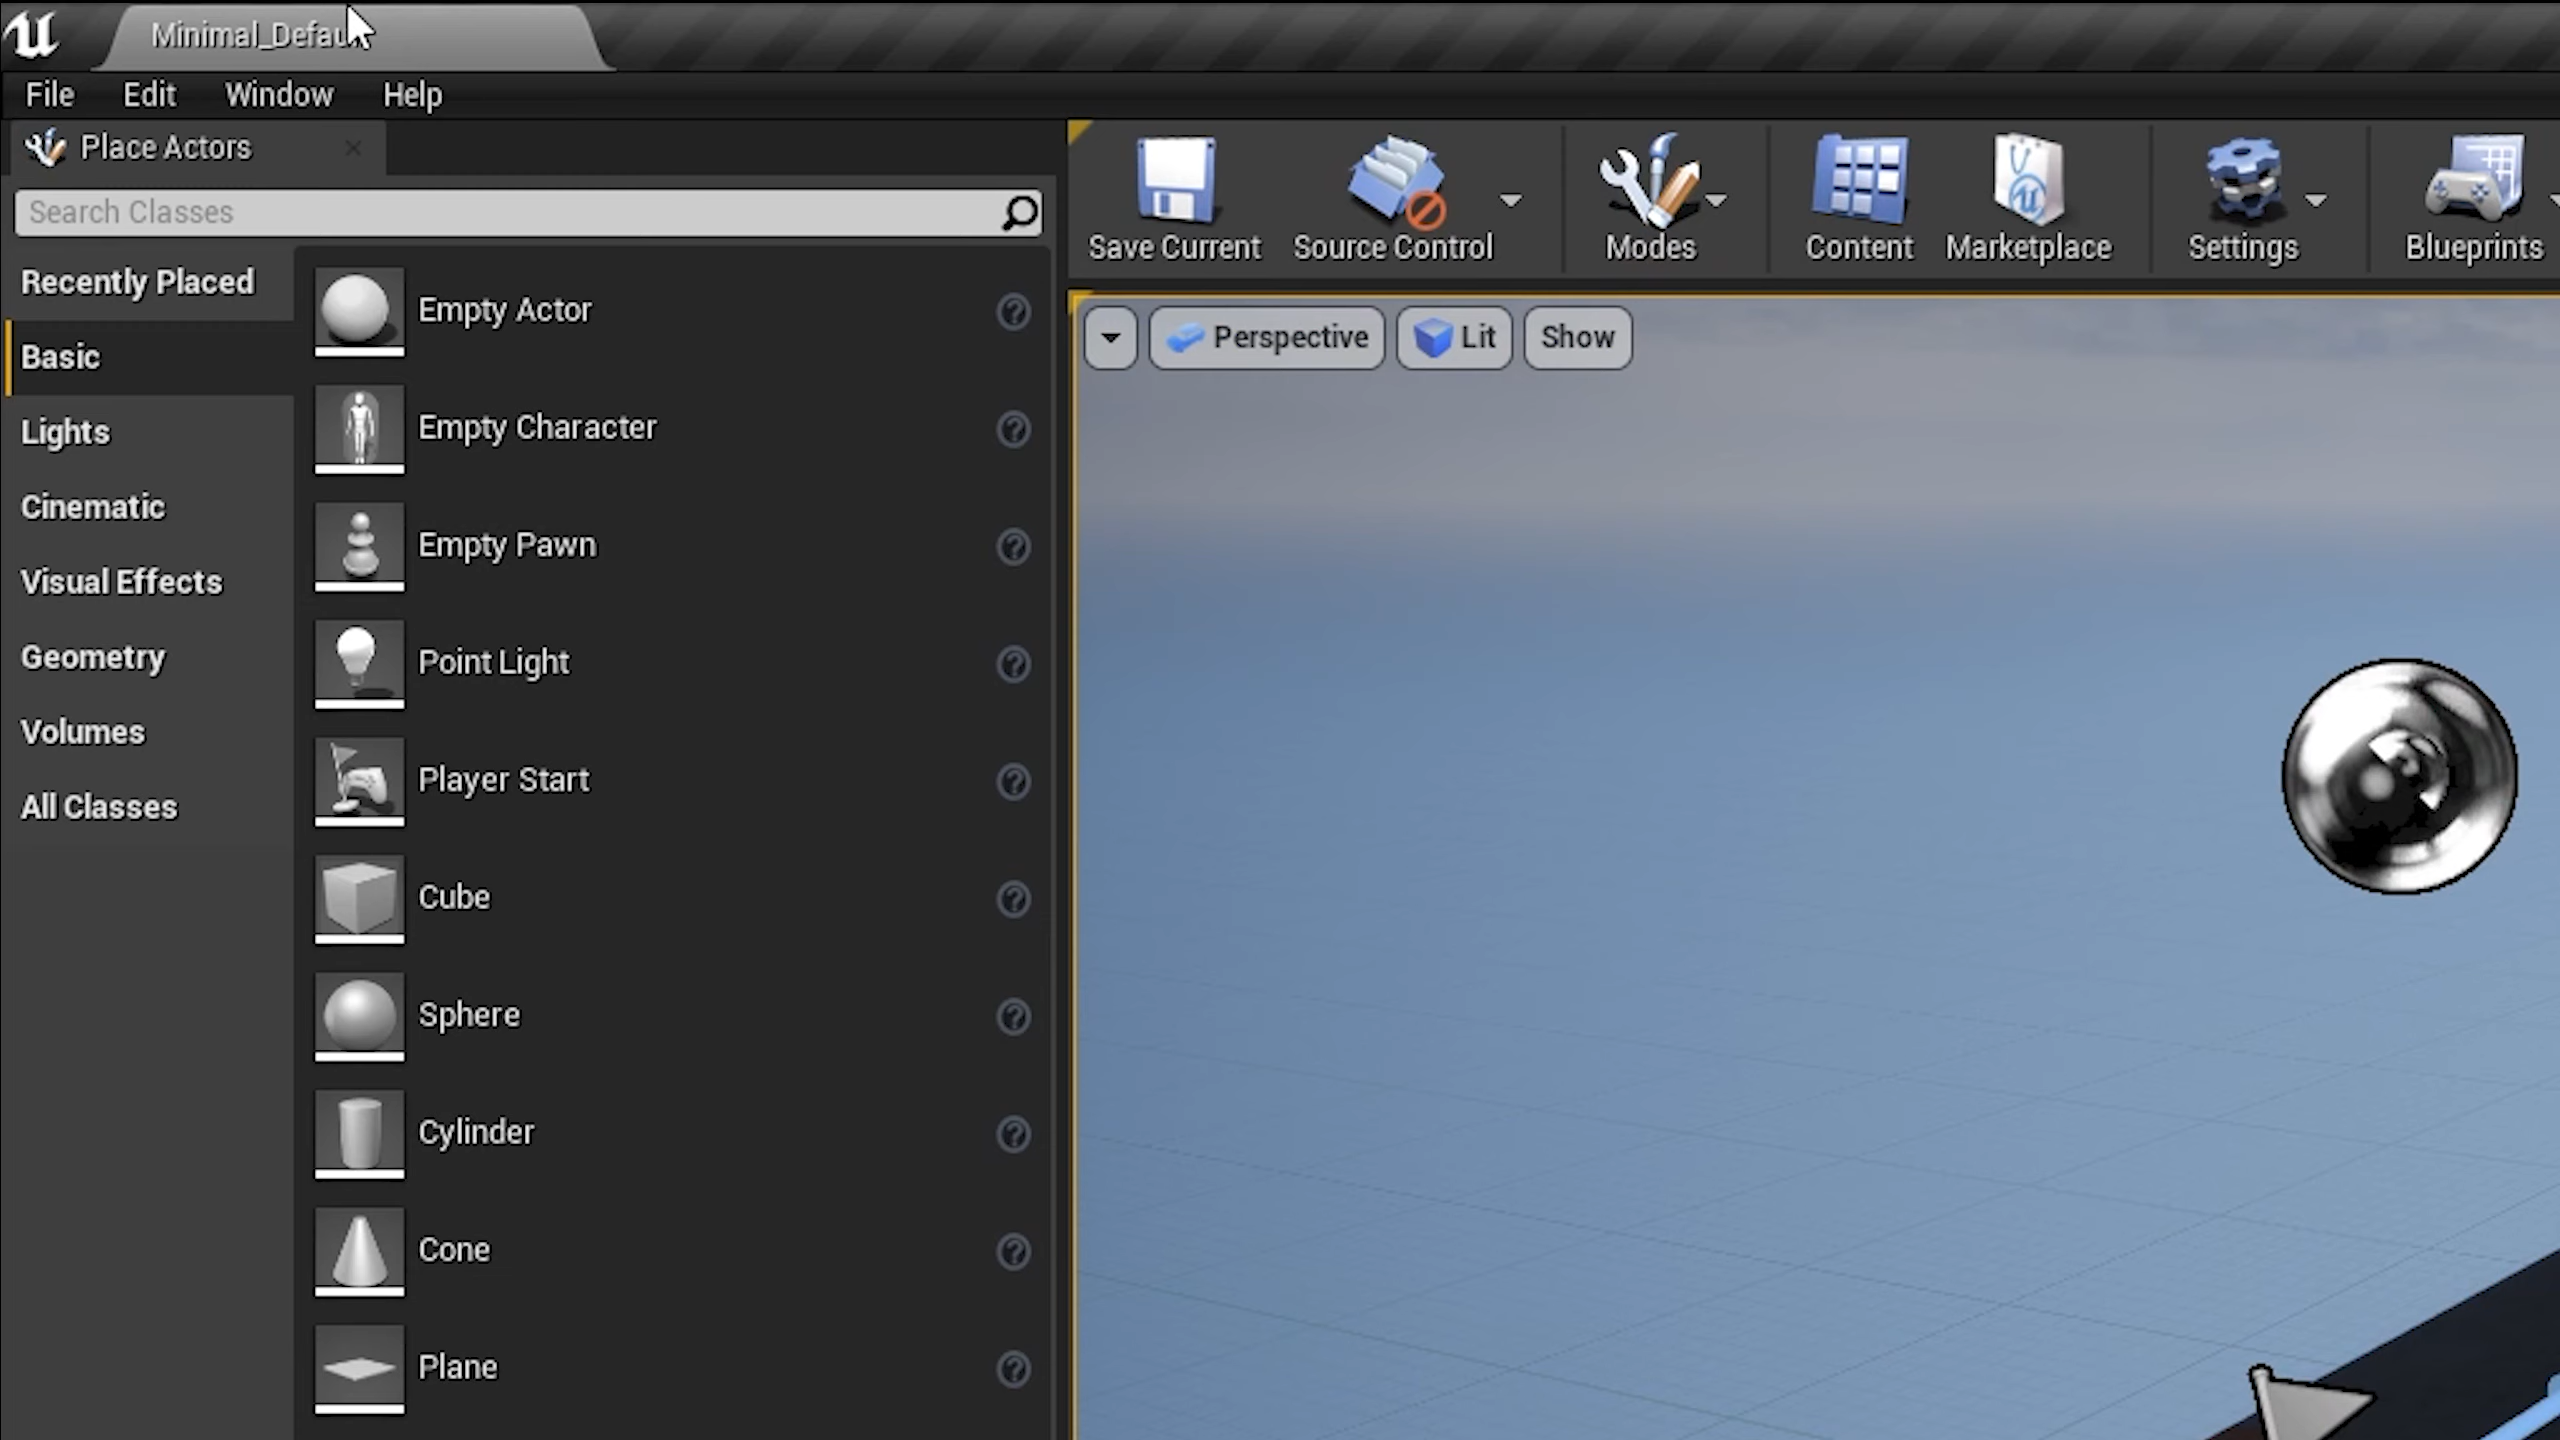 File Edit Window Help
Place Actors
Search Classes
Recently Placed
Basic
Lights
Cinematic
Visual Effects
Geometry
Volumes
All Classes
Empty Actor
Empty Character
Empty Pawn
Point Light
Player Start
Cube
Sphere
Cylinder
Cone
Plane
Save Current Source Control Modes Content Marketplace Settings Blueprints
Perspective Lit Show